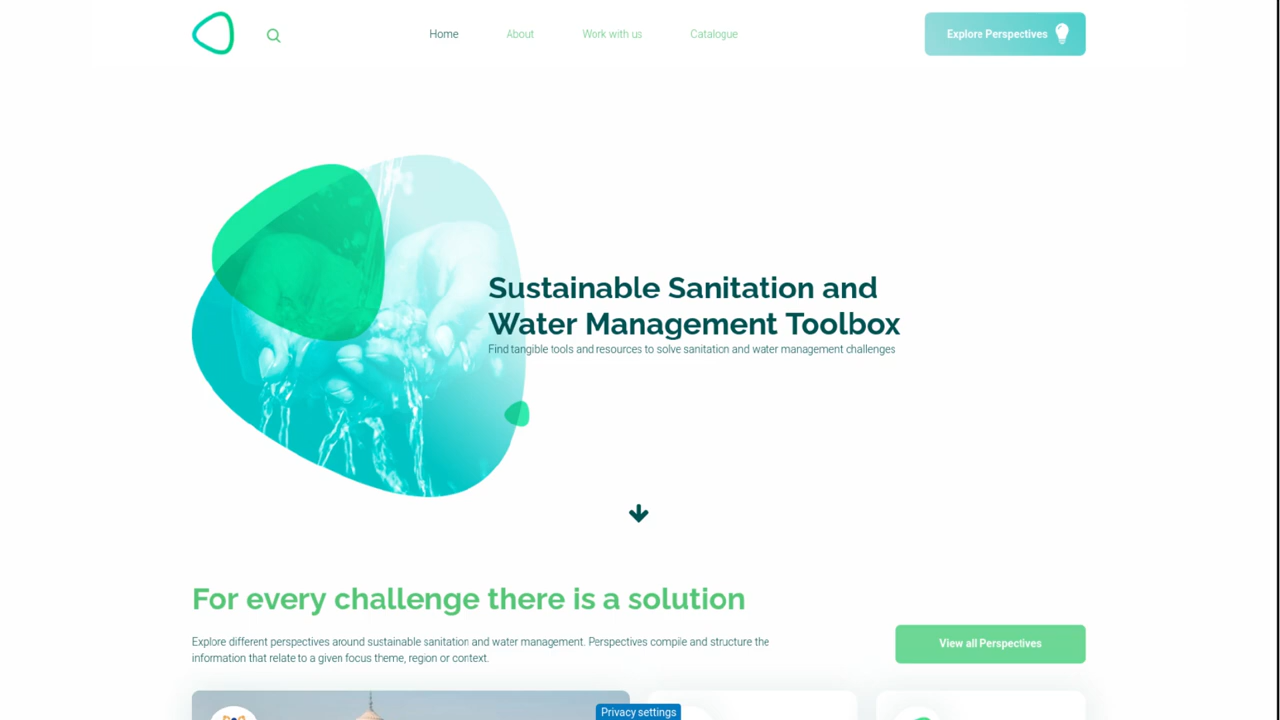 Home
About
Work with us
Catalogue
Explore Perspectives
Sustainable Sanitation and
Water Management Toolbox
Find tangible tools and resources to solve sanitation and water management challenges
For every challenge there is a solution
Explore different perspectives around sustainable sanitation and water management. Perspectives compile and structure the
information that relate to a given focus theme, region or context.
View all Perspectives
Privacy settings